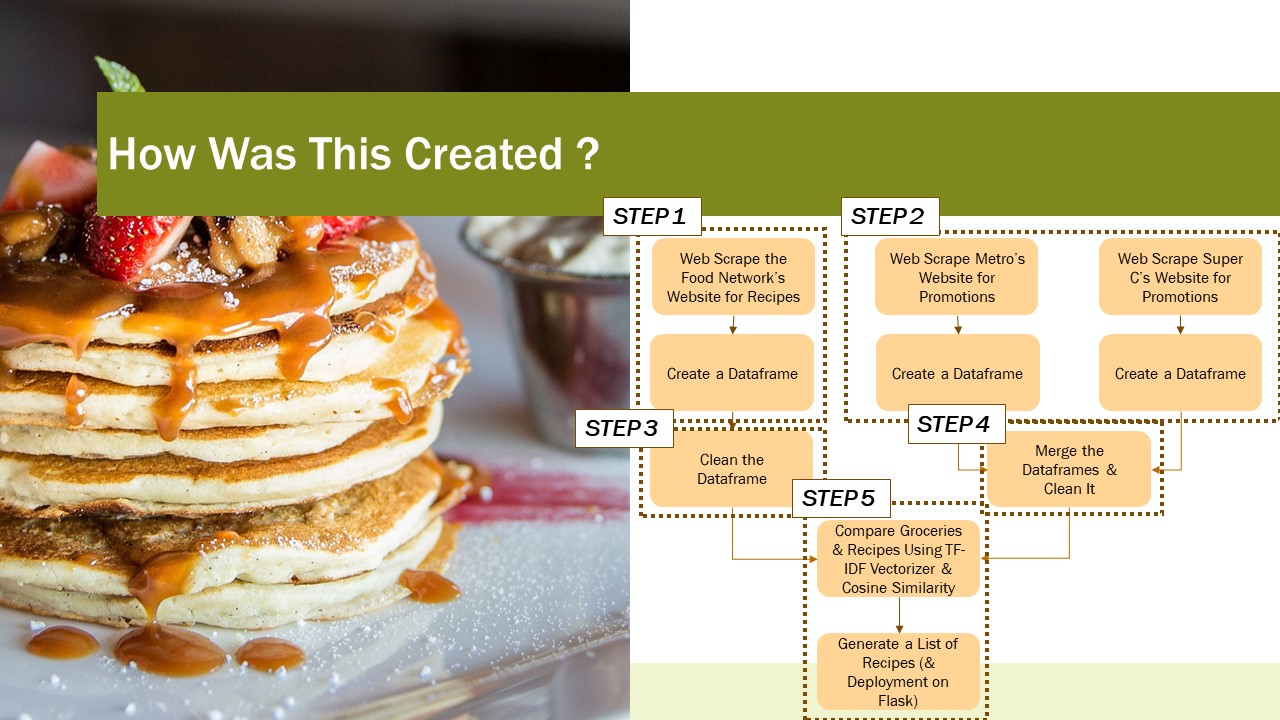 How Was This Created ?
STEP 1
Web Scrape the
Food Network's
Website for Recipes
Create a Dataframe
STEP 2
Web Scrape Metro's
Website for
Promotions
Create a Dataframe
Web Scrape Super
C's Website for
Promotions
Create a Dataframe
STEP 3
Clean the
Dataframe
STEP 4
Merge the
Dataframes &
Clean It
STEP 5
Compare Groceries
& Recipes Using TF-
IDF Vectorizer &
Cosine Similarity
Generate a List of
Recipes (&
Deployment on
Flask)